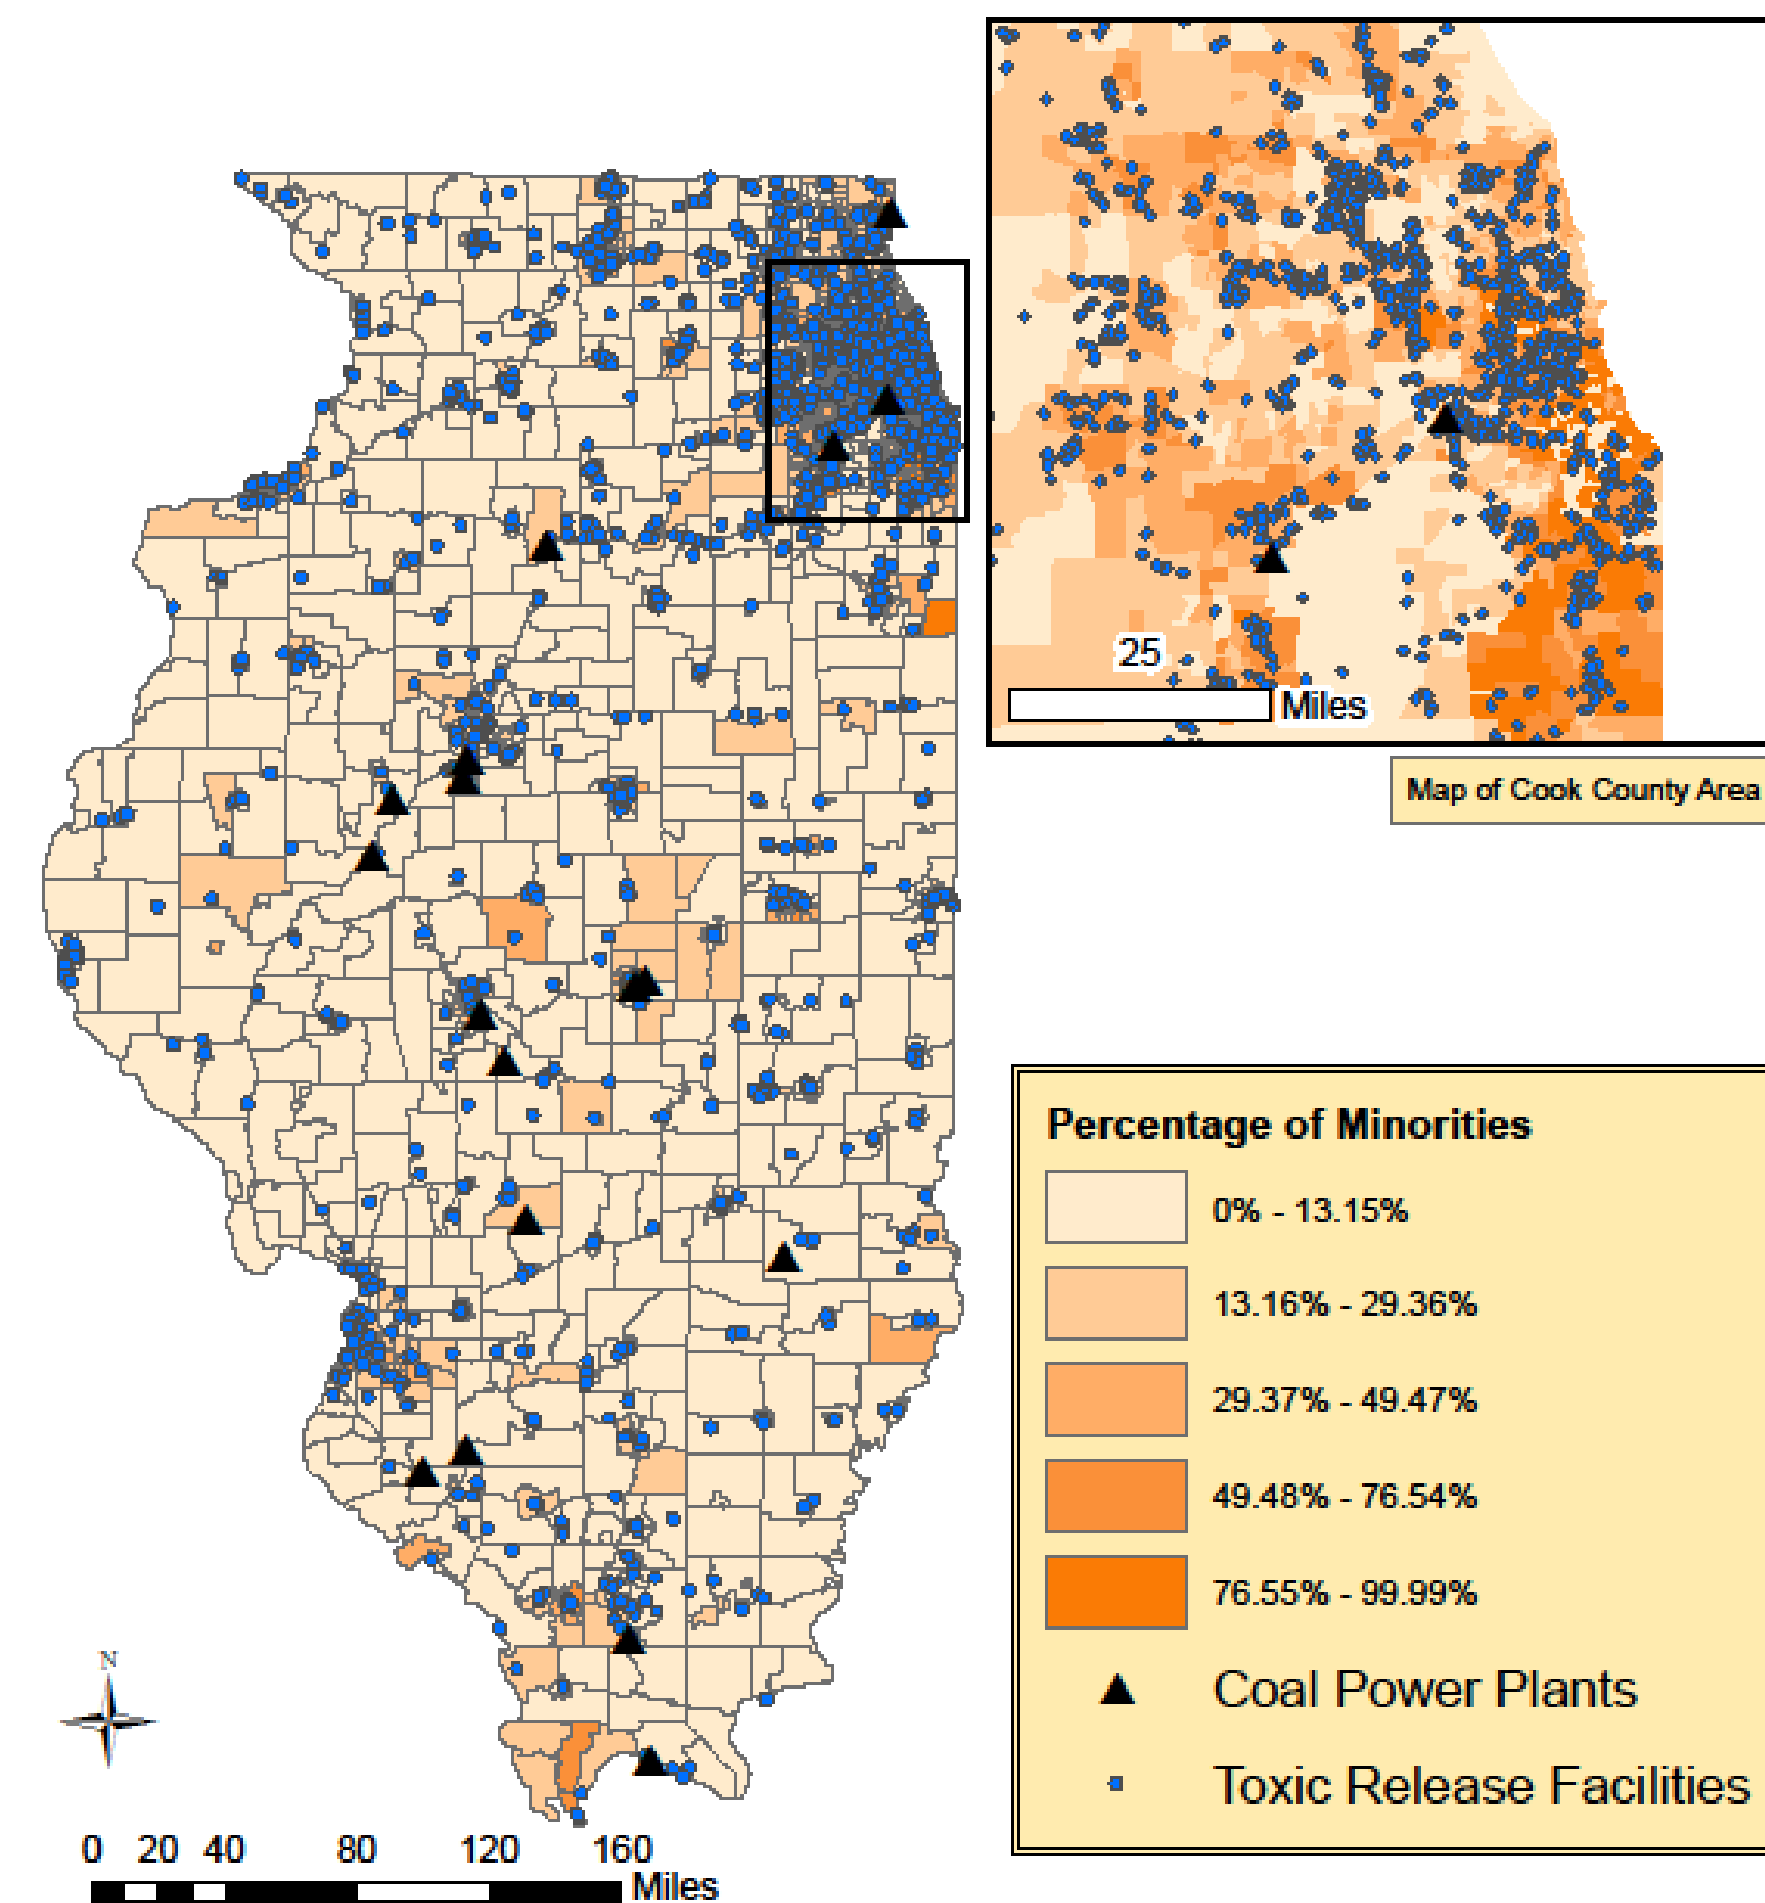 25
Miles
Map of Cook County Area
Percentage of Minorities
0% - 13.15%
13.16% - 29.36%
29.37% - 49.47%
49.48% - 76.54%
76.55% - 99.99%
Coal Power Plants
Toxic Release Facilities
N
0 20 40 80 120 160
Miles